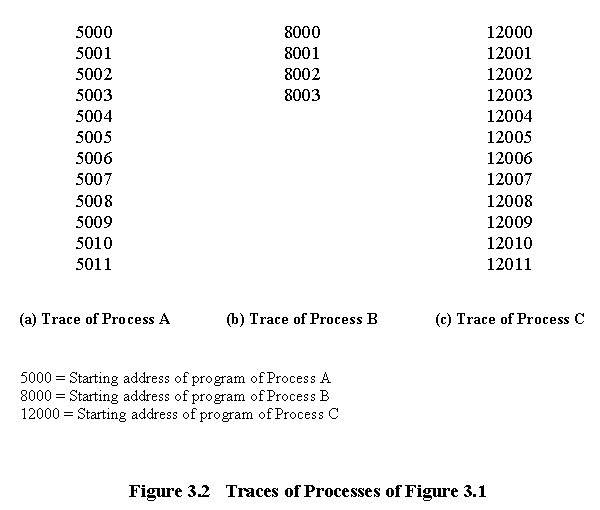 5000 8000 12000
5001 8001 12001
5002 8002 12002
5003 8003 12003
5004 12004
5005 12005
5006 12006
5007 12007
5008 12008
5009 12009
5010 12010
5011 12011
(a) Trace of Process A (b) Trace of Process B (c) Trace of Process C
5000 = Starting address of program of Process A
8000 = Starting address of program of Process B
12000 = Starting address of program of Process C
Figure 3.2 Traces of Processes of Figure 3.1